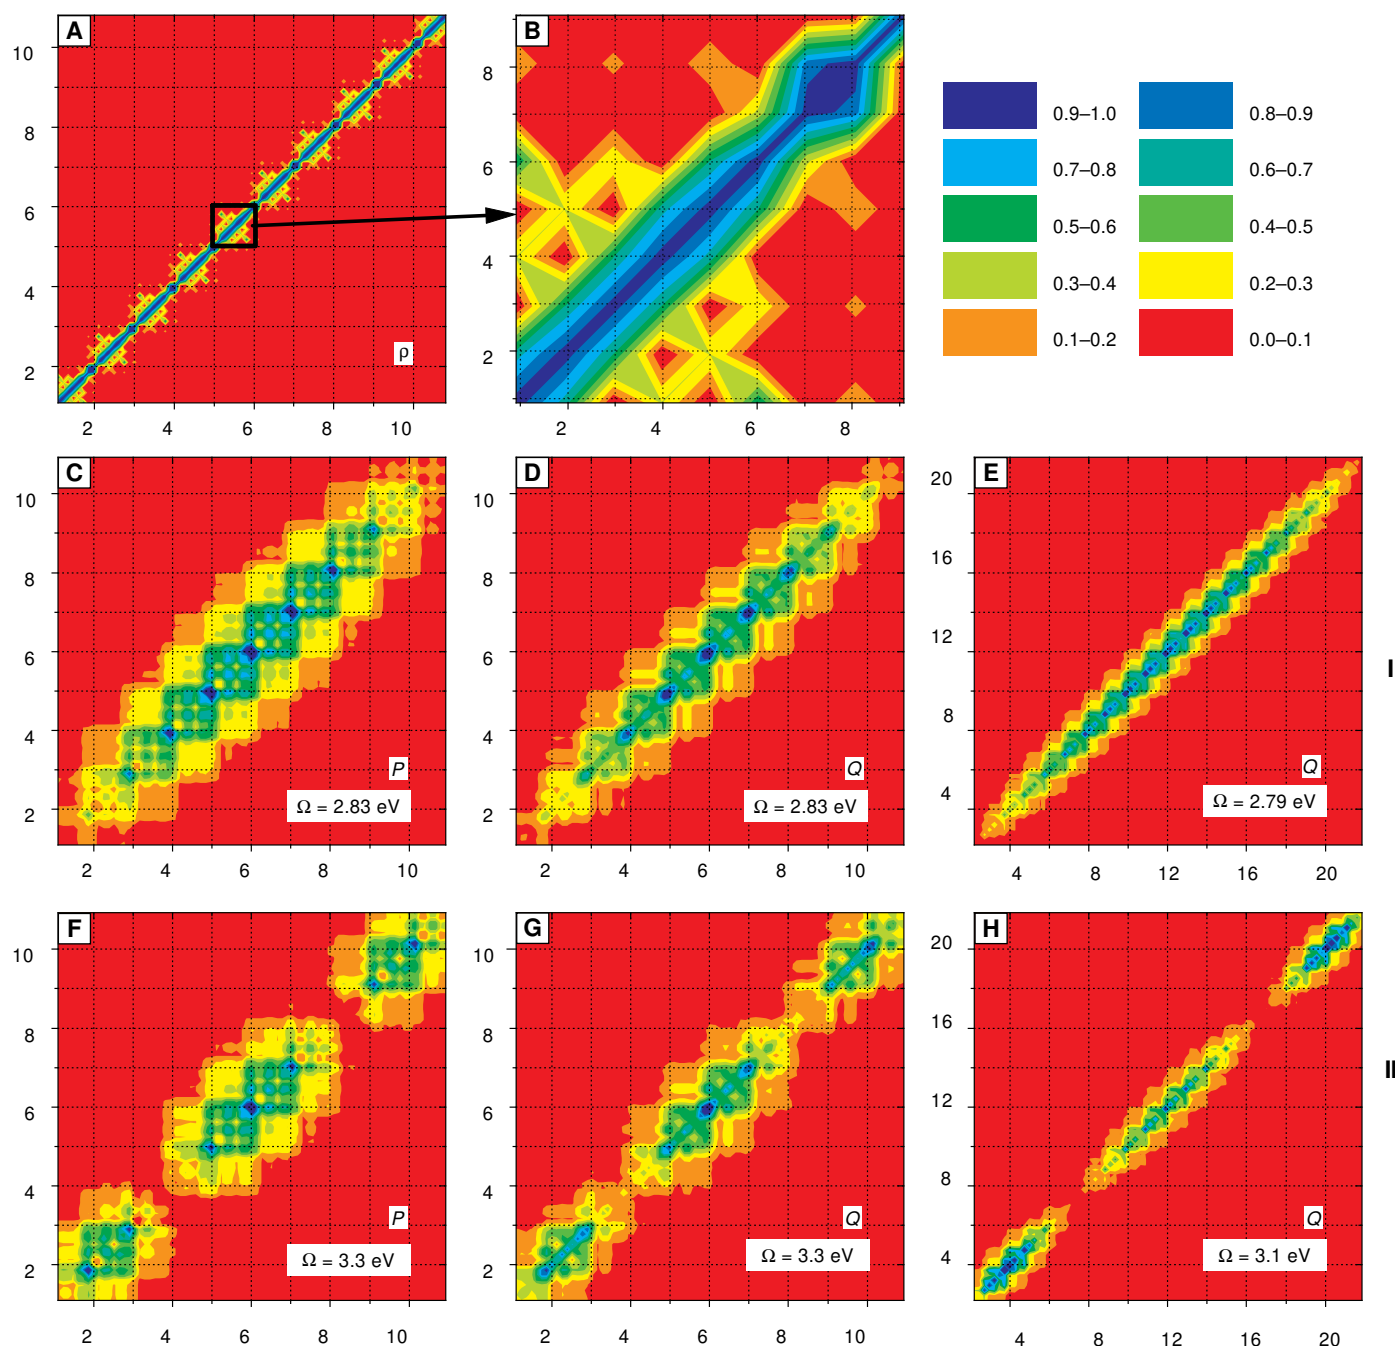 A
10
8
6
4
2
ρ
2 4 6 8 10
B
8
6
4
2
2 4 6 8
0.9–1.0 0.8–0.9
0.7–0.8 0.6–0.7
0.5–0.6 0.4–0.5
0.3–0.4 0.2–0.3
0.1–0.2 0.0–0.1
C
10
8
6
4
2
P
Ω = 2.83 eV
2 4 6 8 10
D
10
8
6
4
2
Q
Ω = 2.83 eV
2 4 6 8 10
E
20
16
12
8
4
Q
Ω = 2.79 eV
4 8 12 16 20
I
F
10
8
6
4
2
P
Ω = 3.3 eV
2 4 6 8 10
G
10
8
6
4
2
Q
Ω = 3.3 eV
2 4 6 8 10
H
20
16
12
8
4
Q
Ω = 3.1 eV
4 8 12 16 20
II